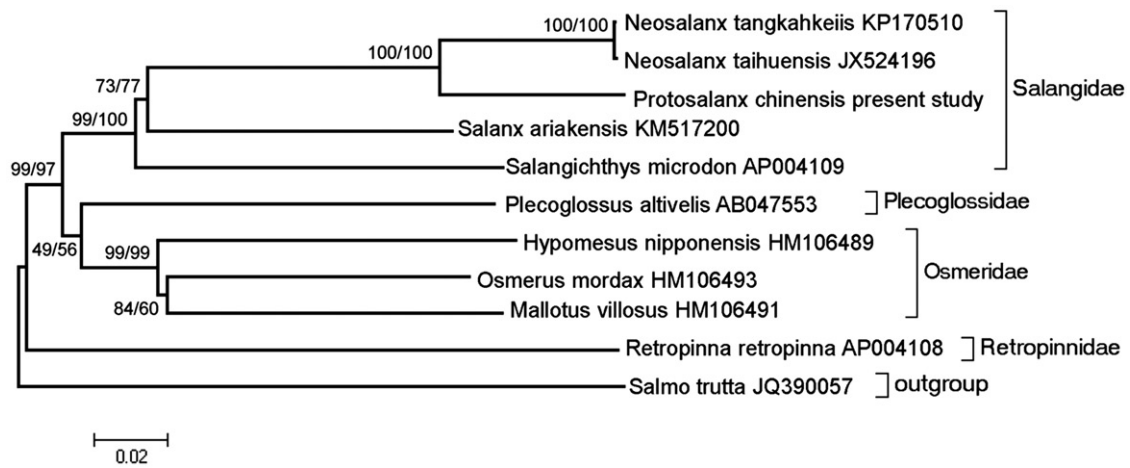 100/100 Neosalanx tangkahkeiis KP170510
100/100
Neosalanx taihuensis JX524196
73/77
Salangidae
Protosalanx chinensis present study
99/100
Salanx ariakensis KM517200
99/97
Salangichthys microdon AP004109
Plecoglossus altivelis AB047553
Plecoglossidae
49/56
99/99
Hypomesus nipponensis HM106489
Osmerus mordax HM106493
Osmeridae
84/60
Mallotus villosus HM106491
Retropinna retropinna AP004108
Retropinnidae
Salmo trutta JQ390057
outgroup
0.02